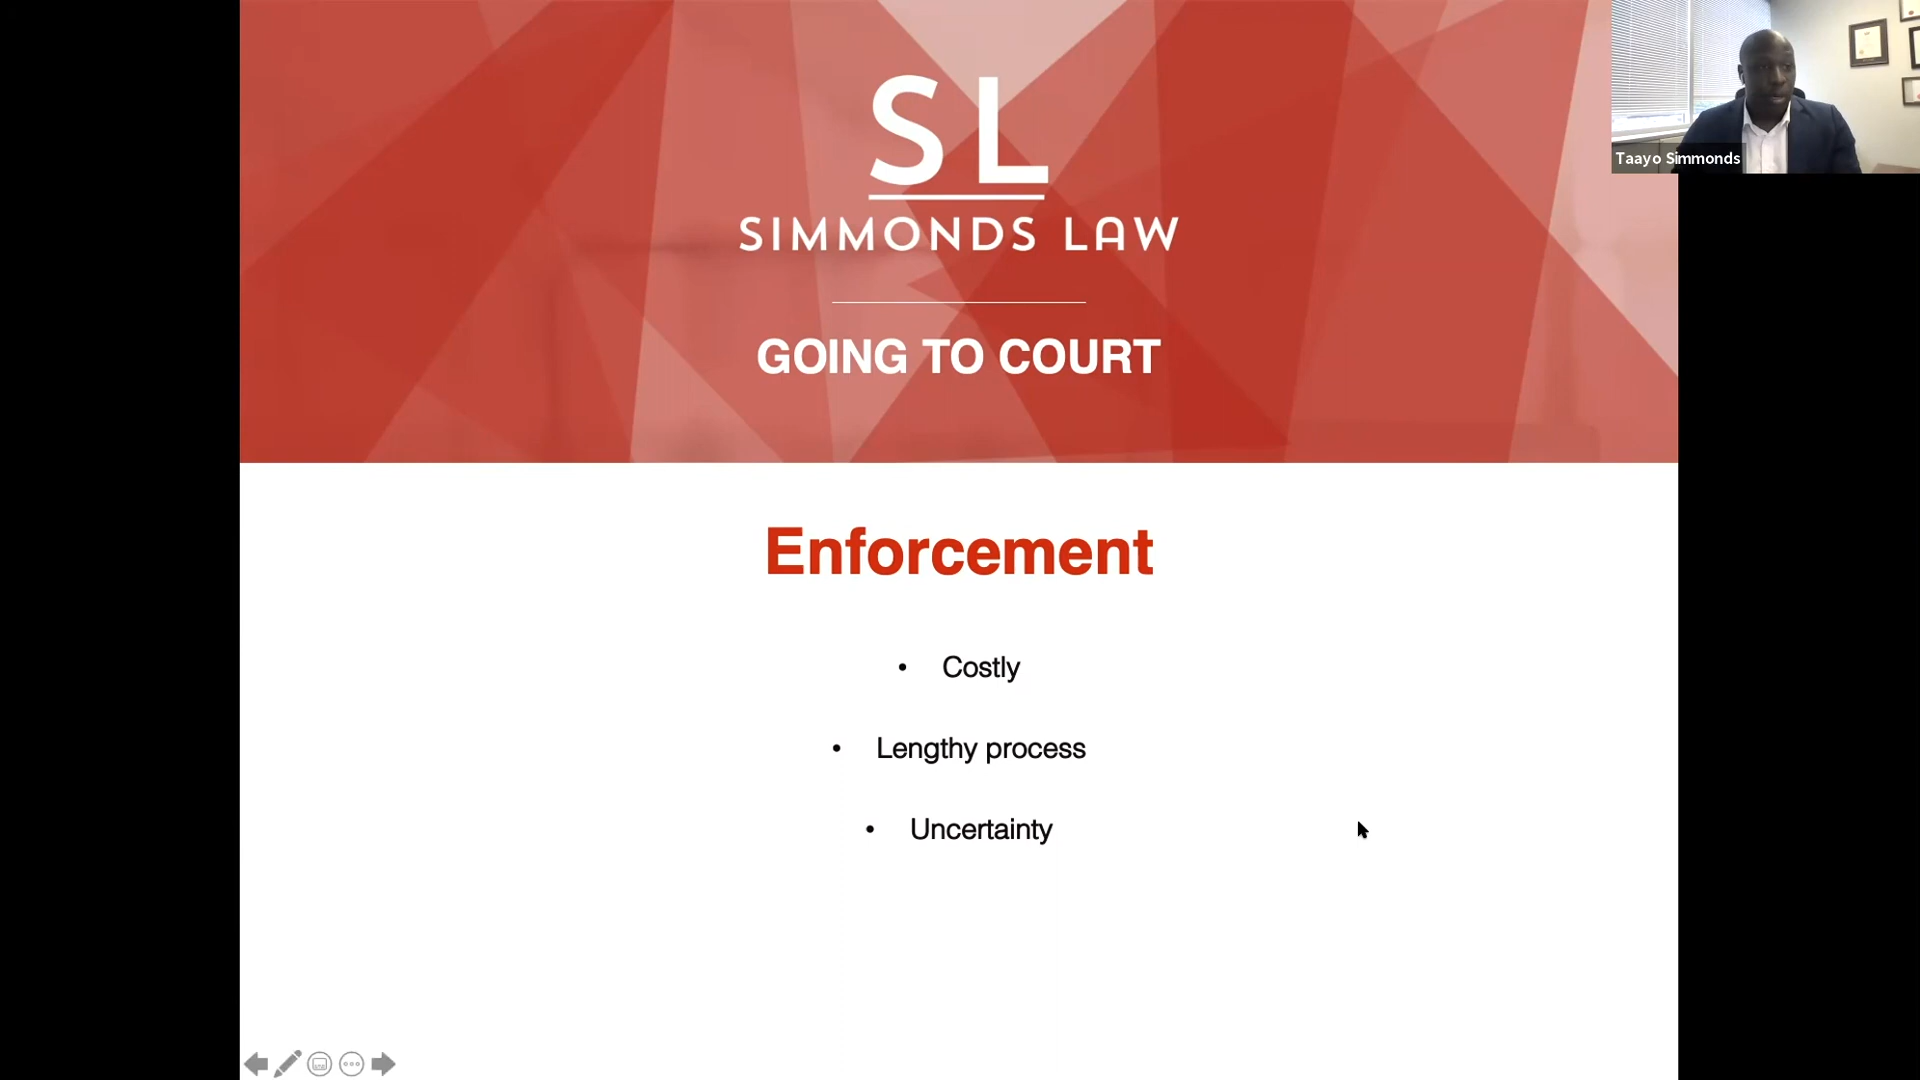 SL
SIMMONDS LAW
GOING TO COURT
Taayo Simmonds
Enforcement
• Costly
• Lengthy process
• Uncertainty